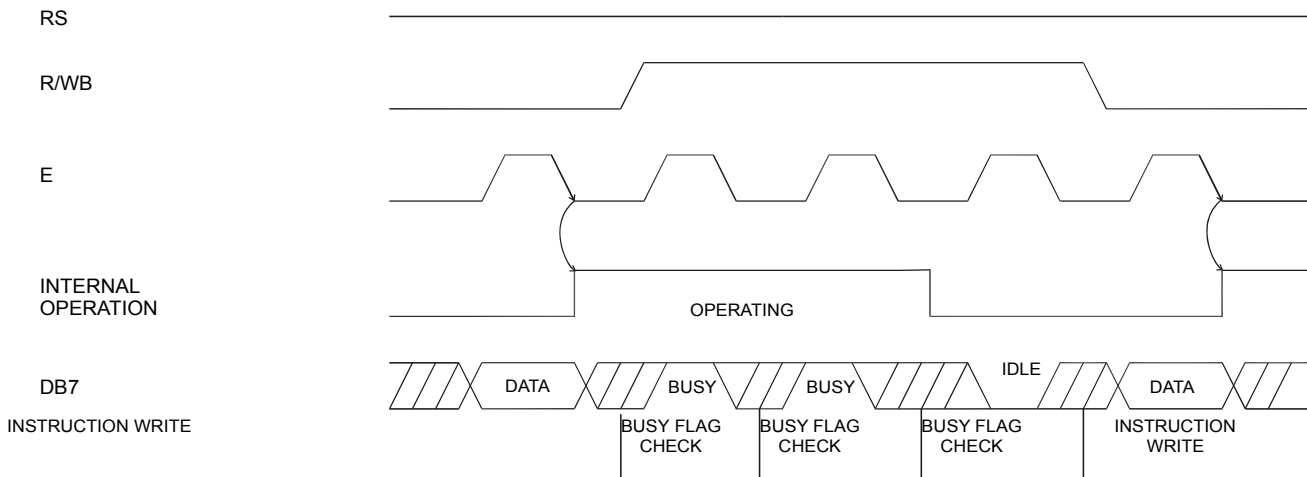 RS
R/WB
E
INTERNAL
OPERATION
OPERATING
DB7
DATA
BUSY
BUSY
IDLE
DATA
INSTRUCTION WRITE
BUSY FLAG
CHECK
BUSY FLAG
CHECK
BUSY FLAG
CHECK
INSTRUCTION
WRITE